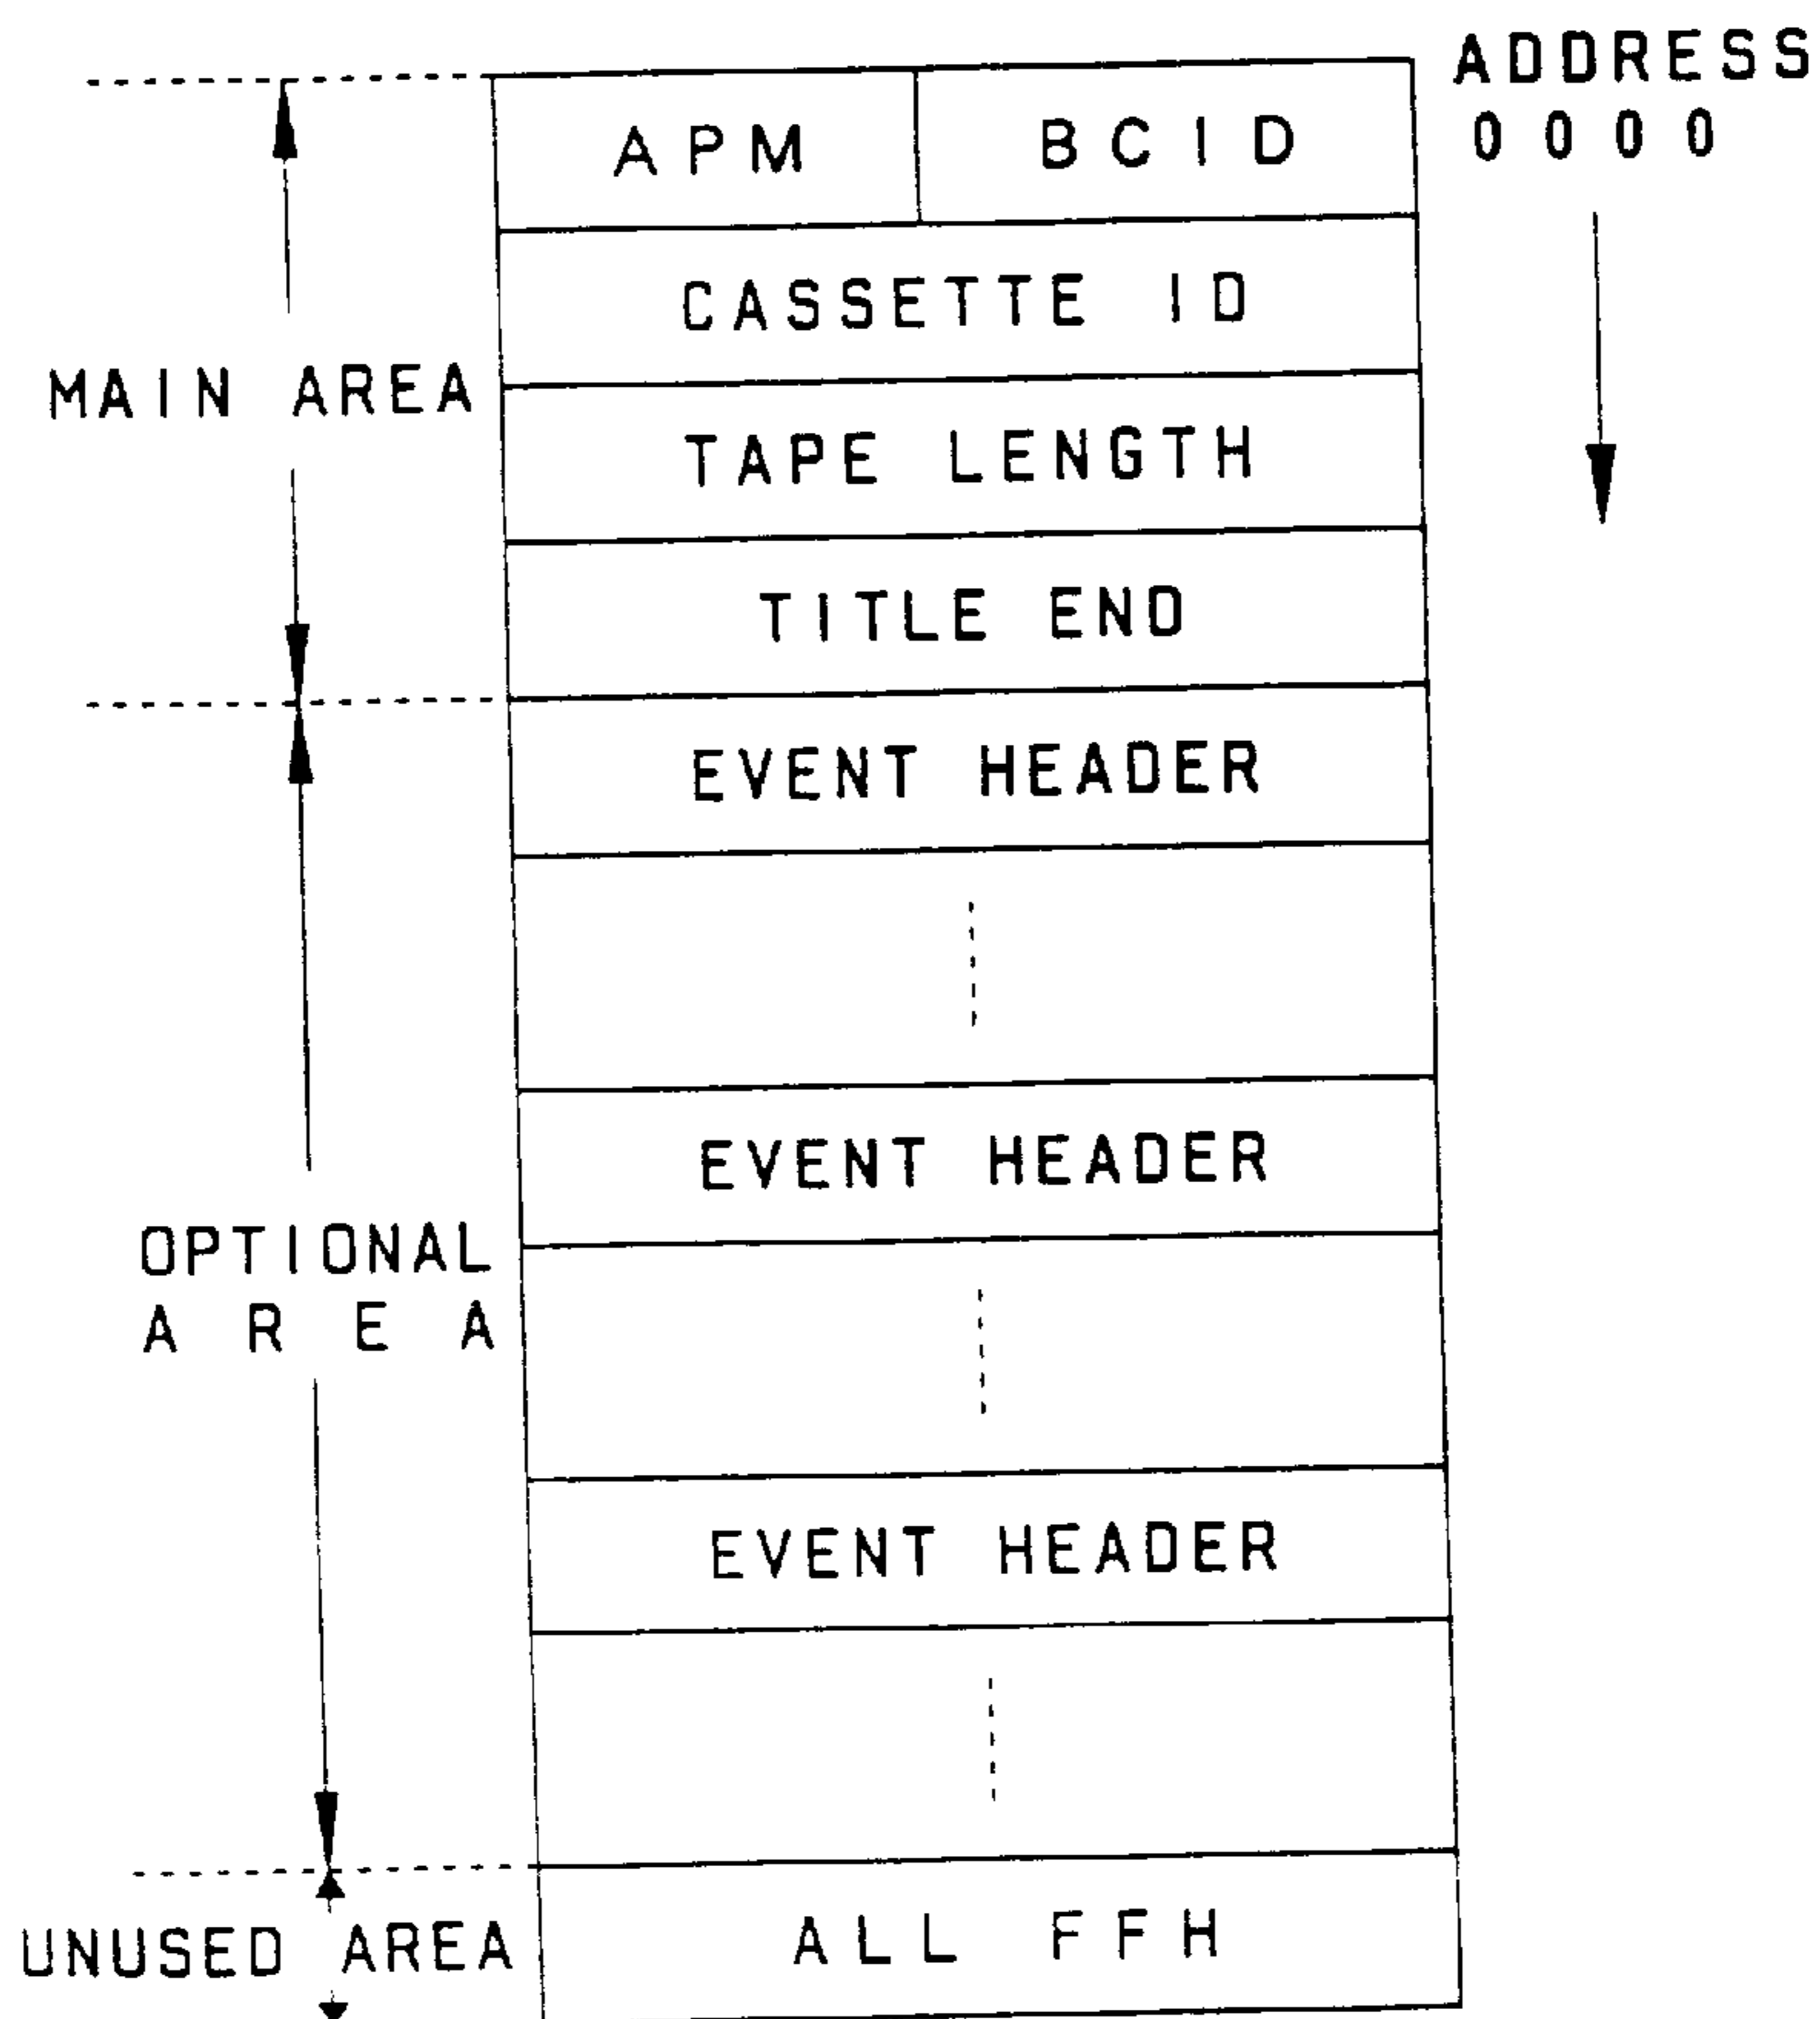 ADDRESS
APM BCID 0000
CASSETTE ID
MAIN AREA
TAPE LENGTH
TITLE END
EVENT HEADER
EVENT HEADER
OPTIONAL
AREA
EVENT HEADER
UNUSED AREA
ALL FFH